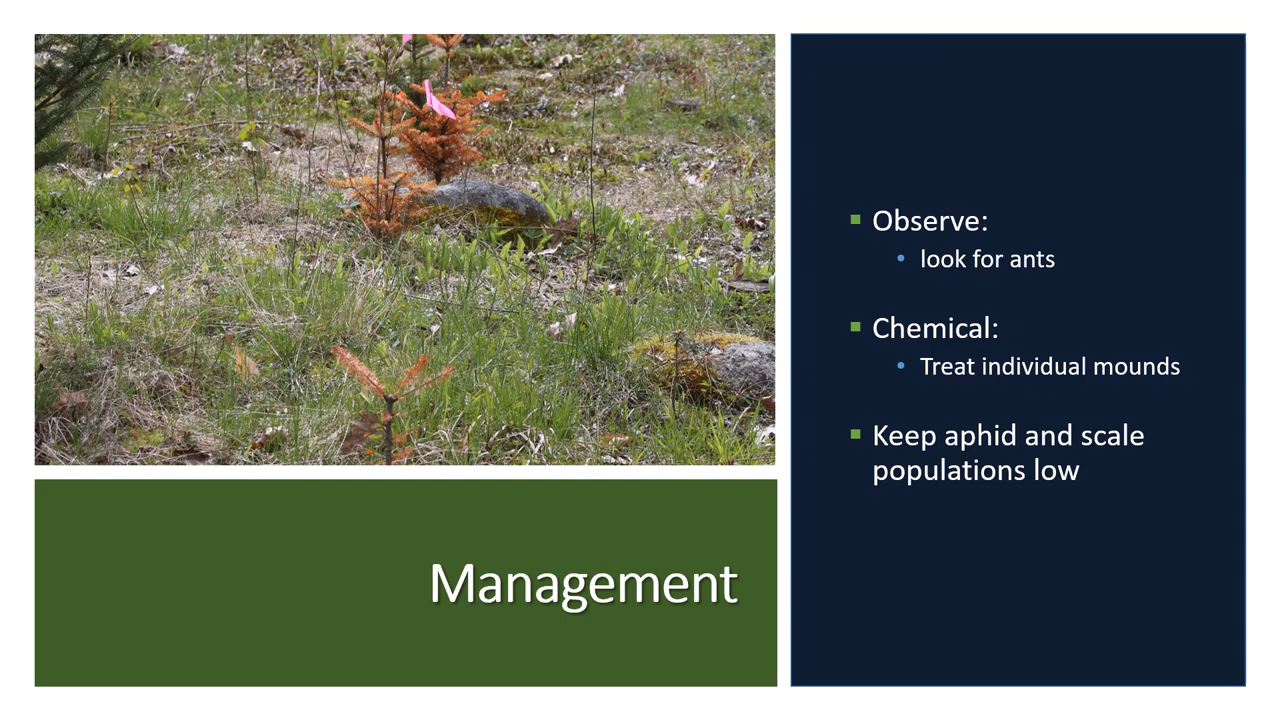 Management
Observe:
look for ants
Chemical:
Treat individual mounds
Keep aphid and scale
populations low